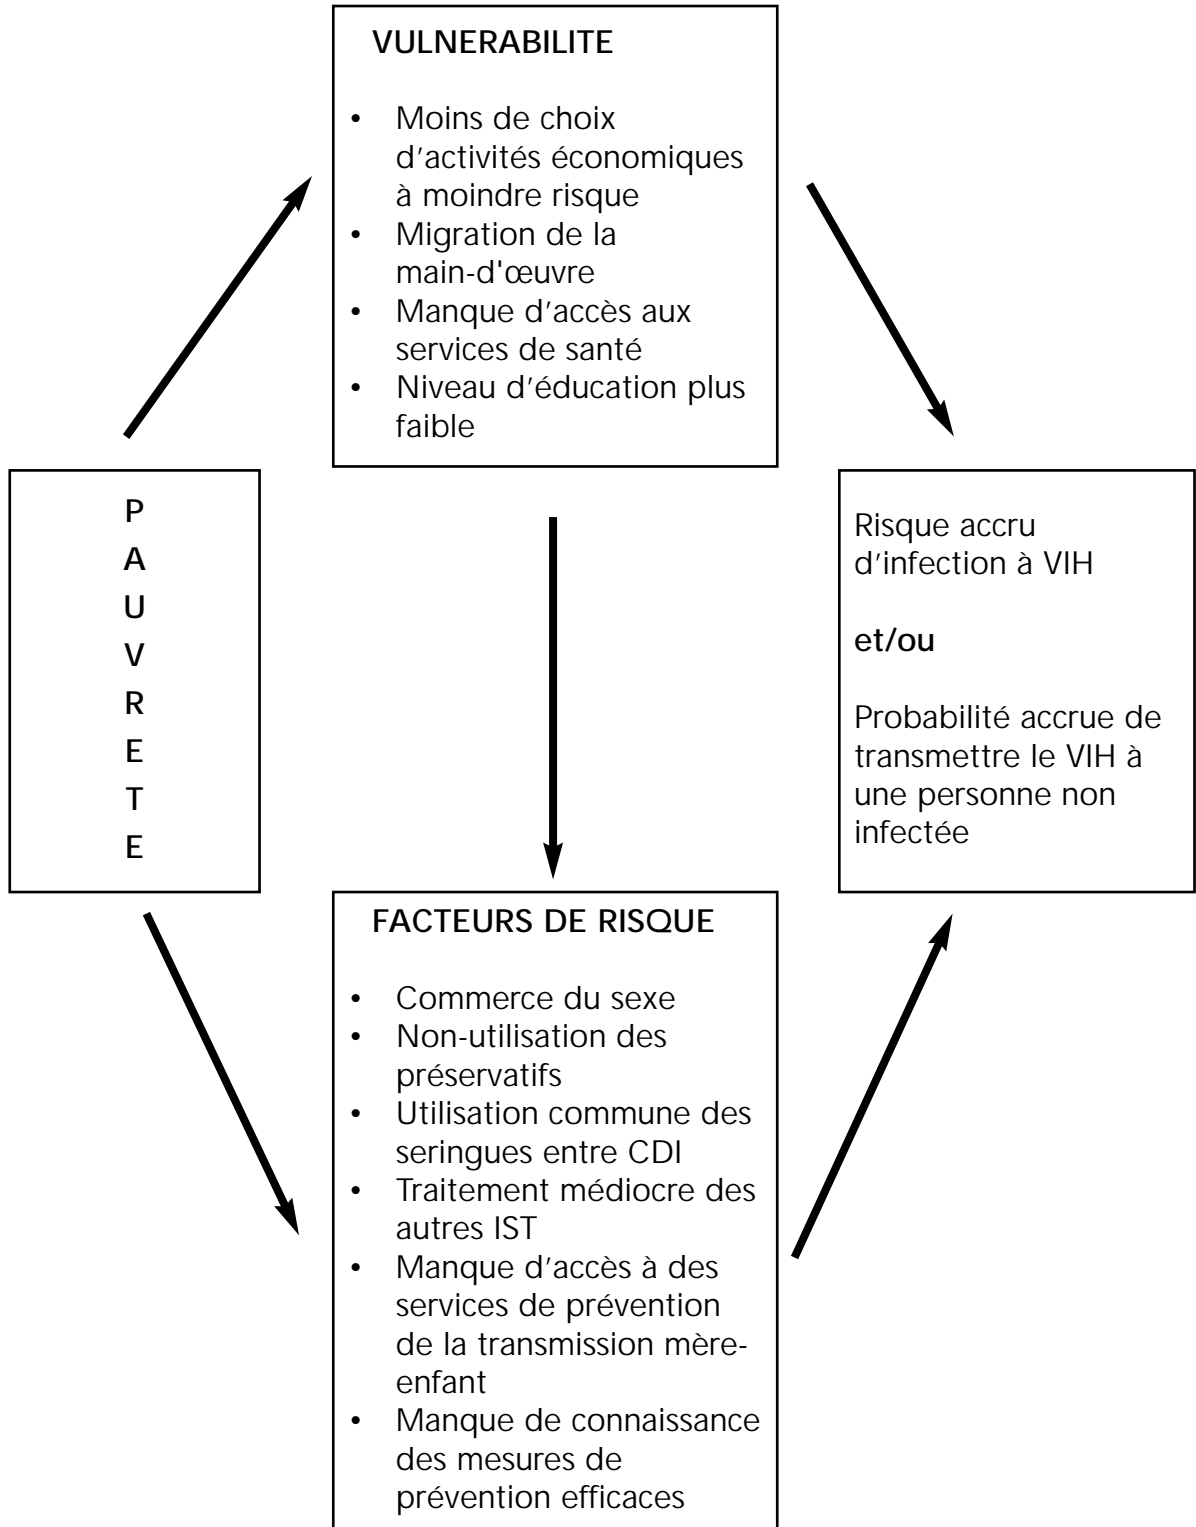 VULNERABILITE
• Moins de choix
d'activités économiques
à moindre risque
• Migration de la
main-d'œuvre
• Manque d'accès aux
services de santé
• Niveau d'éducation plus
faible
P
A
U
V
R
E
T
E
Risque accru
d'infection à VIH
et/ou
Probabilité accrue de
transmettre le VIH à
une personne non
infectée
FACTEURS DE RISQUE
• Commerce du sexe
• Non-utilisation des
préservatifs
• Utilisation commune des
seringues entre CDI
• Traitement médiocre des
autres IST
• Manque d'accès à des
services de prévention
de la transmission mère-
enfant
• Manque de connaissance
des mesures de
prévention efficaces